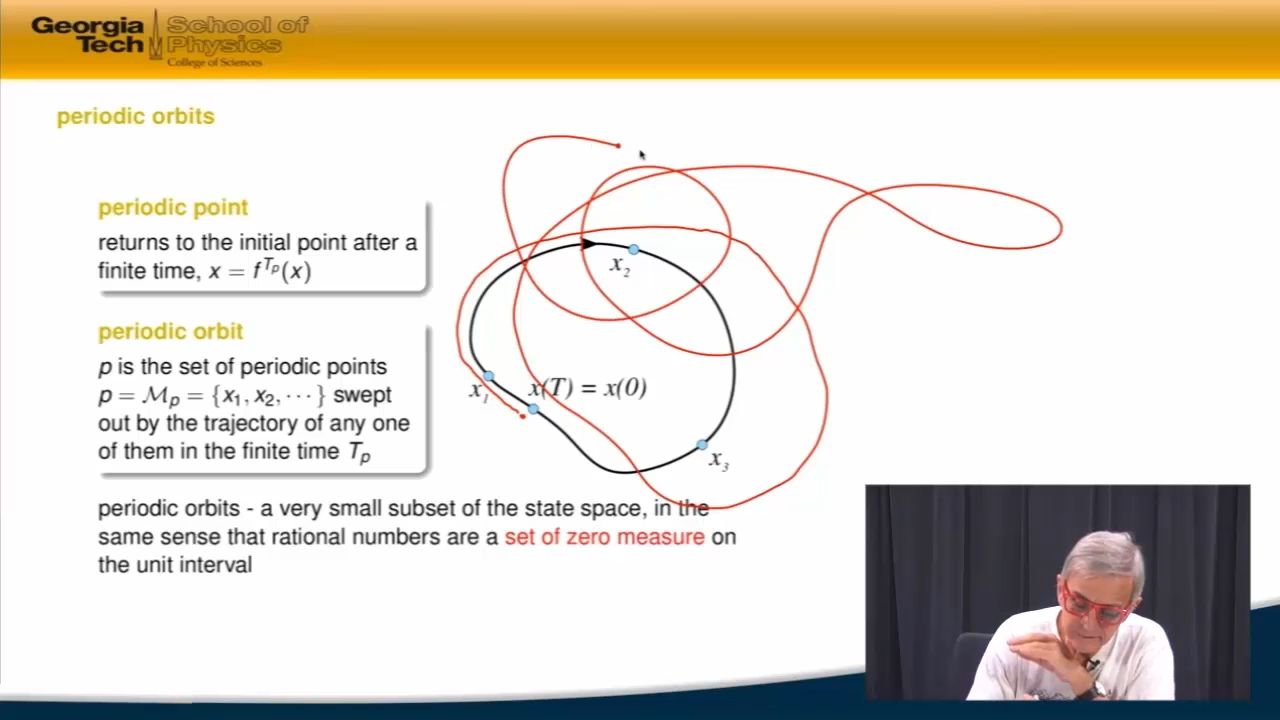 Georgia Tech
School of Physics
College of Sciences
periodic orbits
periodic point
returns to the initial point after a
finite time, x = f^{T_p}(x)
periodic orbit
p is the set of periodic points
p = ℳ_p = {x_1, x_2, ⋯ } swept
out by the trajectory of any one
of them in the finite time T_p
x_2
x_1
x(T) = x(0)
x_3
periodic orbits - a very small subset of the state space, in the
same sense that rational numbers are a set of zero measure on
the unit interval